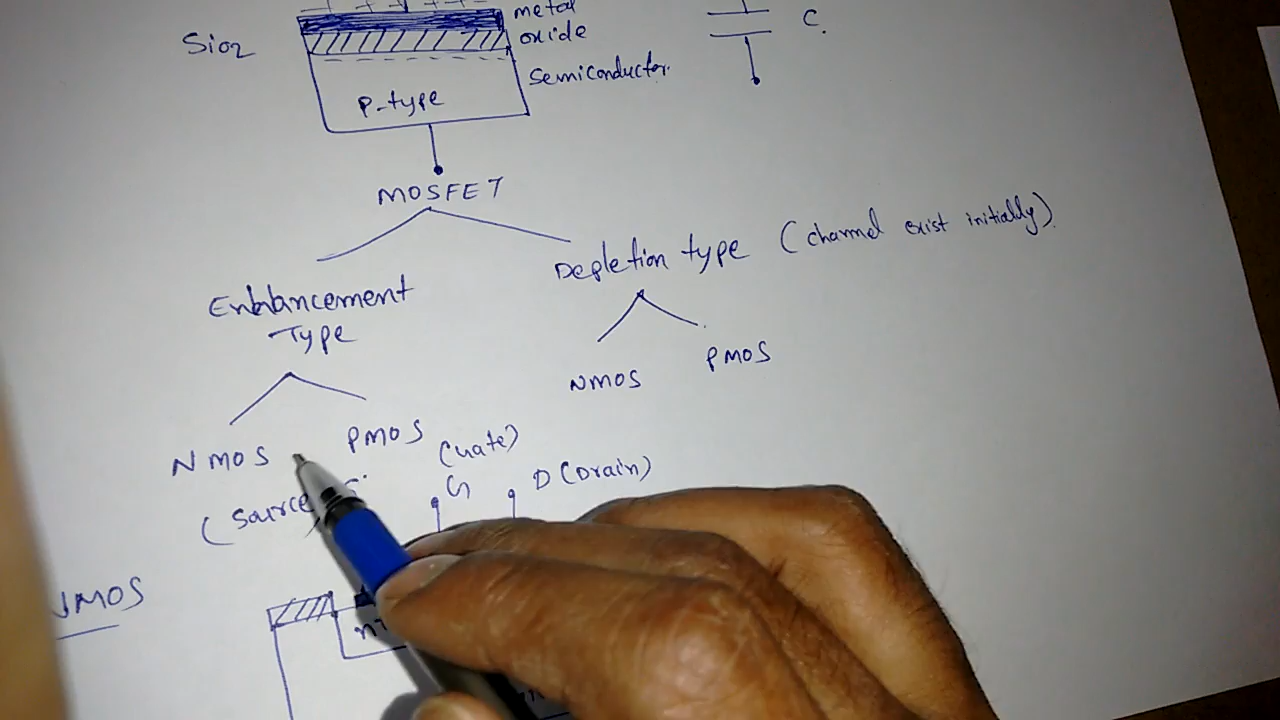 metal
Sio2 oxide C.
semiconductor.
P-type
MOSFET
Depletion type (channel exist initially)
Enhancement
Type
NMOS PMOS
NMOS PMOS
(Gate)
(source) S G D (Drain)
NMOS